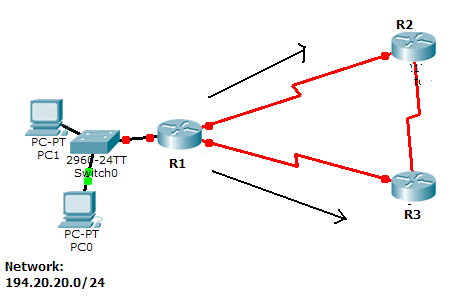 R2
PC-PT
PC1
2960-24TT
Switch0
R1
R3
PC-PT
PC0
Network:
194.20.20.0/24